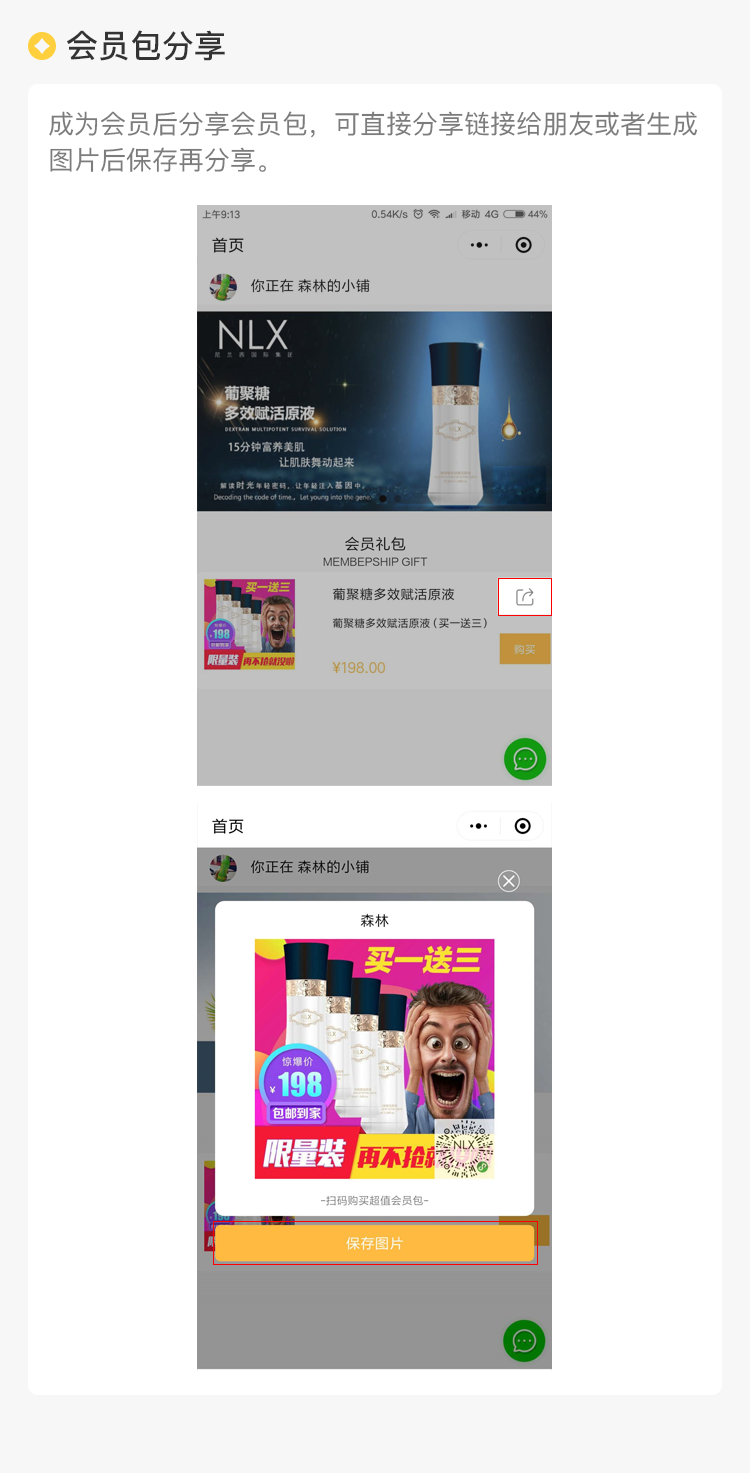 会员包分享
成为会员后分享会员包，可直接分享链接给朋友或者生成
图片后保存再分享。
上午9:13
0.54K/s 移动 4G 44%
首页
你正在 森林的小铺
NLX
葡聚糖
多效赋活原液
DEXTRAN MULTIPOTENT SURVIVAL SOLUTION
15分钟富养美肌
让肌肤舞动起来
解读时光年轻密码，让年轻注入基因中。
Decoding the code of time，Let young into the gene.
NLX
会员礼包
MEMBEPSHIP GIFT
买一送三
惊爆价
¥198
包邮到家
限量装 再不抢就没啦
葡聚糖多效赋活原液
葡聚糖多效赋活原液（买一送三）
¥198.00
购买
首页
你正在 森林的小铺
森林
买一送三
NLX
惊爆价
¥198
包邮到家
限量装 再不抢就
NLX
-扫码购买超值会员包-
保存图片